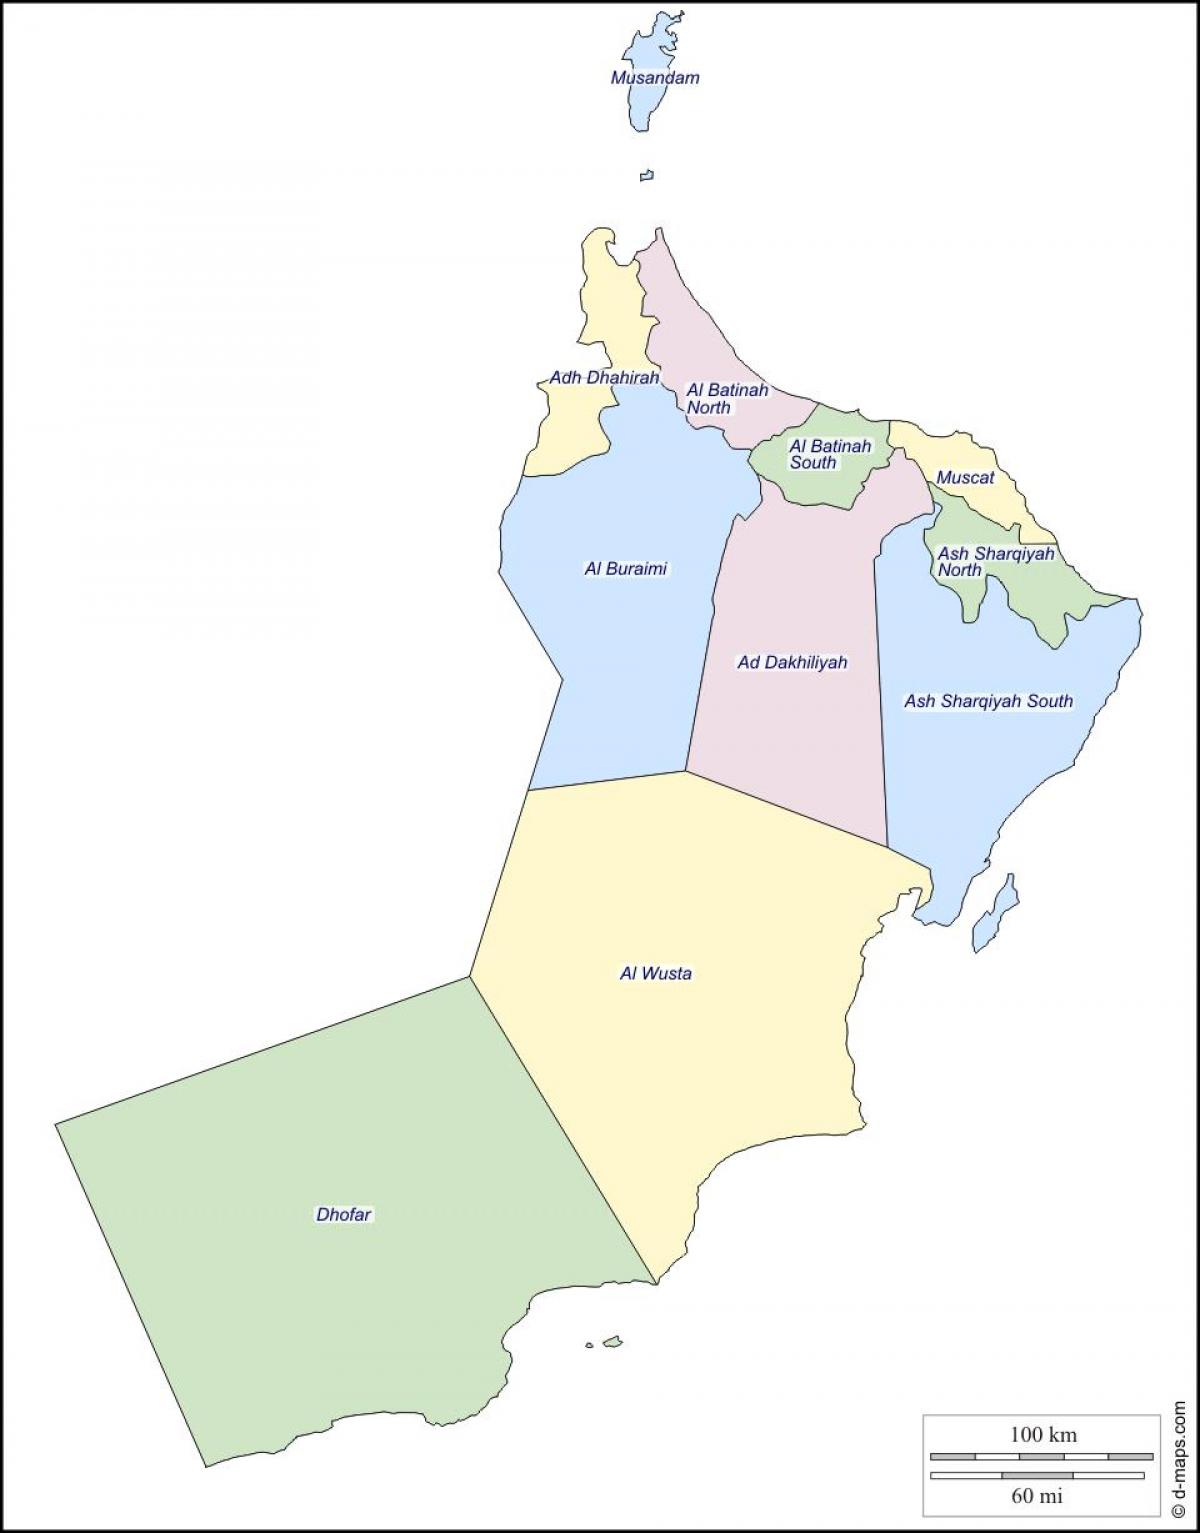 Musandam
Adh Dhahirah
Al Batinah
North
Al Batinah
South
Muscat
Ash Sharqiyah
North
Al Buraimi
Ad Dakhiliyah
Ash Sharqiyah South
Al Wusta
Dhofar
100 km
60 mi
© d-maps.com